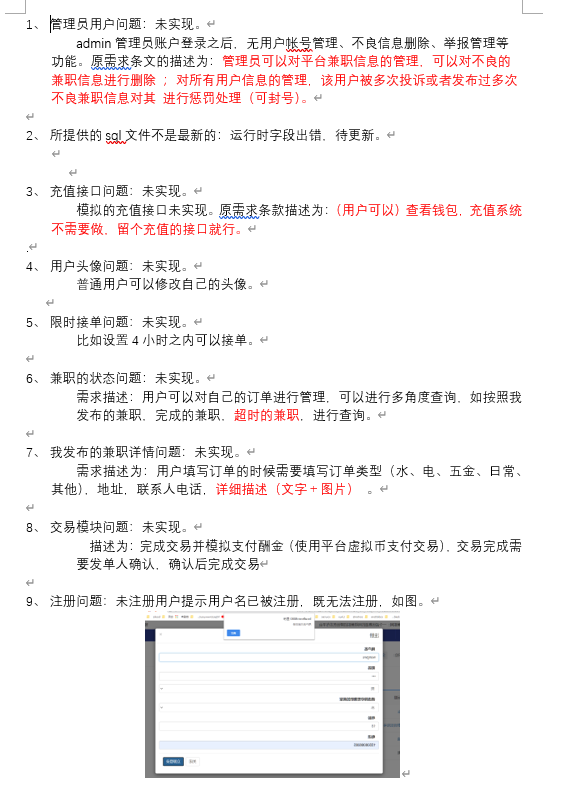 1、 管理员用户问题：未实现。
admin 管理员账户登录之后，无用户帐号管理、不良信息删除、举报管理等
功能。原需求条文的描述为：管理员可以对平台兼职信息的管理，可以对不良的
兼职信息进行删除 ；对所有用户信息的管理，该用户被多次投诉或者发布过多次
不良兼职信息对其 进行惩罚处理（可封号）。
2、 所提供的 sql 文件不是最新的：运行时字段出错，待更新。
3、 充值接口问题：未实现。
模拟的充值接口未实现。原需求条款描述为：（用户可以）查看钱包，充值系统
不需要做，留个充值的接口就行。
.
4、 用户头像问题：未实现。
普通用户可以修改自己的头像。
5、 限时接单问题：未实现。
比如设置 4 小时之内可以接单。
6、 兼职的状态问题：未实现。
需求描述：用户可以对自己的订单进行管理，可以进行多角度查询，如按照我
发布的兼职，完成的兼职，超时的兼职，进行查询。
7、 我发布的兼职详情问题：未实现。
需求描述为：用户填写订单的时候需要填写订单类型（水、电、五金、日常、
其他），地址，联系人电话，详细描述（文字＋图片） 。
8、 交易模块问题：未实现。
描述为：完成交易并模拟支付酬金（使用平台虚拟币支付交易），交易完成需
要发单人确认，确认后完成交易
9、 注册问题：未注册用户提示用户名已被注册，既无法注册，如图。